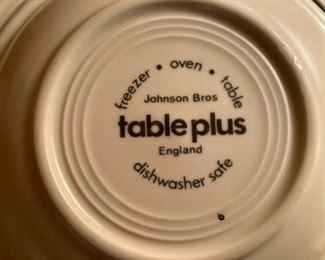 freezer • oven • table
Johnson Bros
table plus
England
dishwasher safe
6